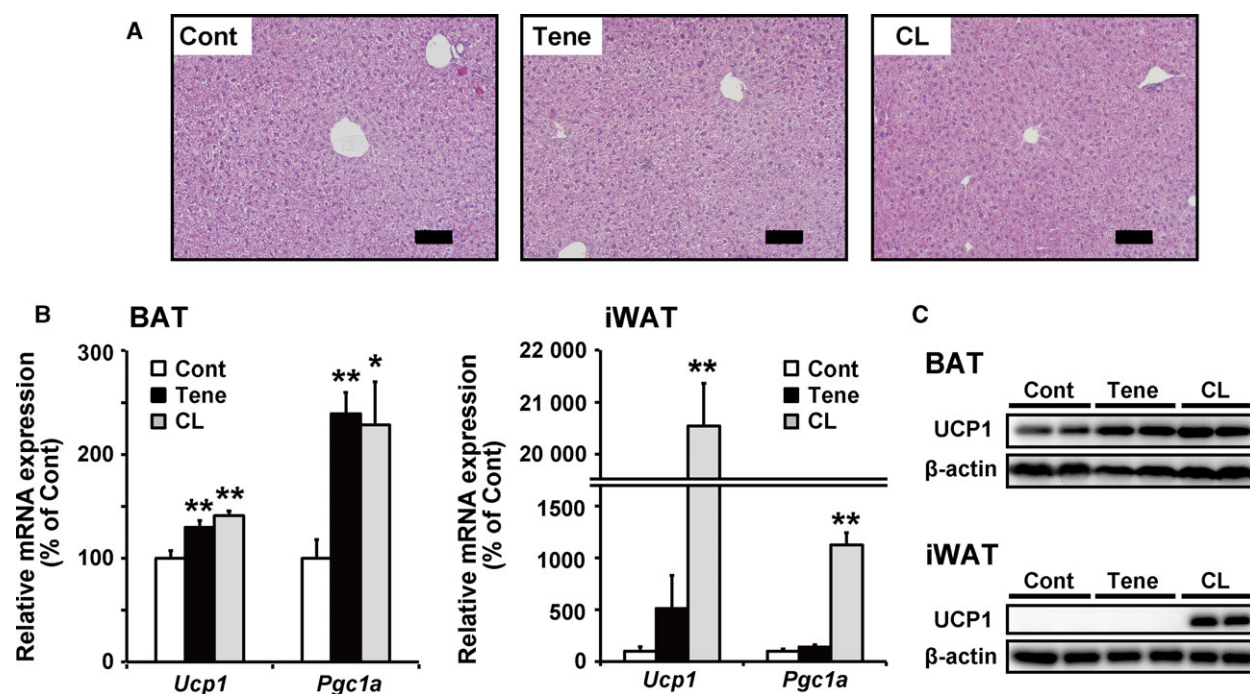 A
Cont
Tene
CL
B
BAT
Relative mRNA expression
(% of Cont)
300
200
100
0
Cont
Tene
CL
**
**
**
*
Ucp1
Pgc1a
iWAT
Relative mRNA expression
(% of Cont)
22 000
21 000
20 000
1500
1000
500
0
Cont
Tene
CL
**
**
Ucp1
Pgc1a
C
BAT
Cont Tene CL
UCP1
β-actin
iWAT
Cont Tene CL
UCP1
β-actin